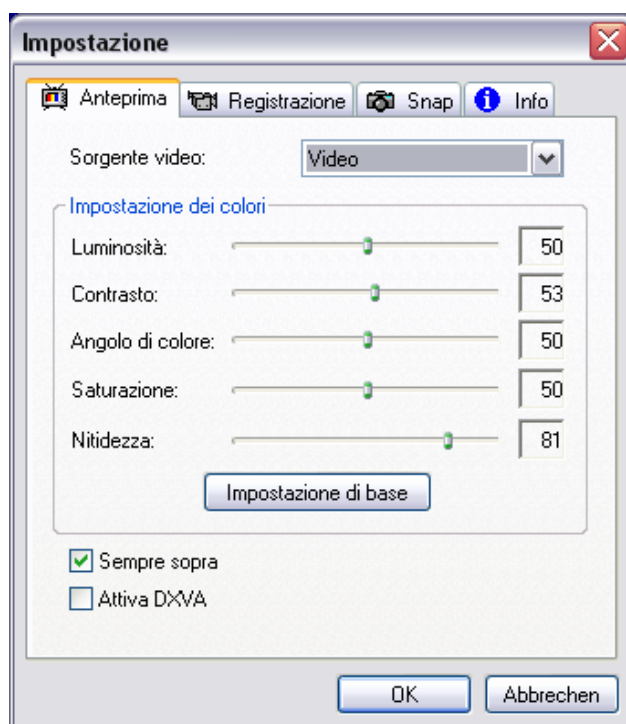 Impostazione
Anteprima Registrazione Snap Info
Sorgente video: Video
Impostazione dei colori
Luminosità: 50
Contrasto: 53
Angolo di colore: 50
Saturazione: 50
Nitidezza: 81
Impostazione di base
Sempre sopra
Attiva DXVA
OK Abbrechen